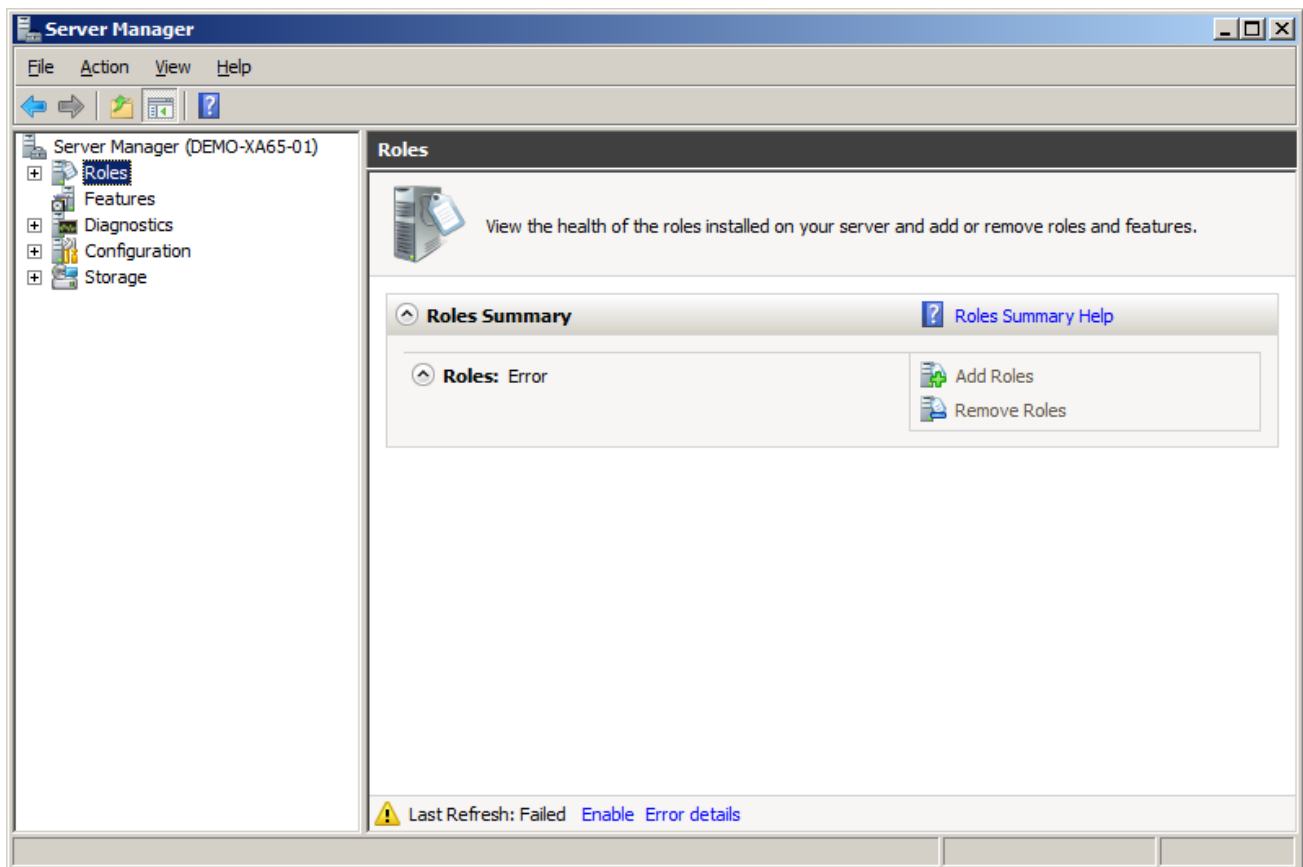 Server Manager
File Action View Help
Server Manager (DEMO-XA65-01)
Roles
Features
Diagnostics
Configuration
Storage
Roles
View the health of the roles installed on your server and add or remove roles and features.
Roles Summary
Roles Summary Help
Roles: Error
Add Roles
Remove Roles
Last Refresh: Failed Enable Error details